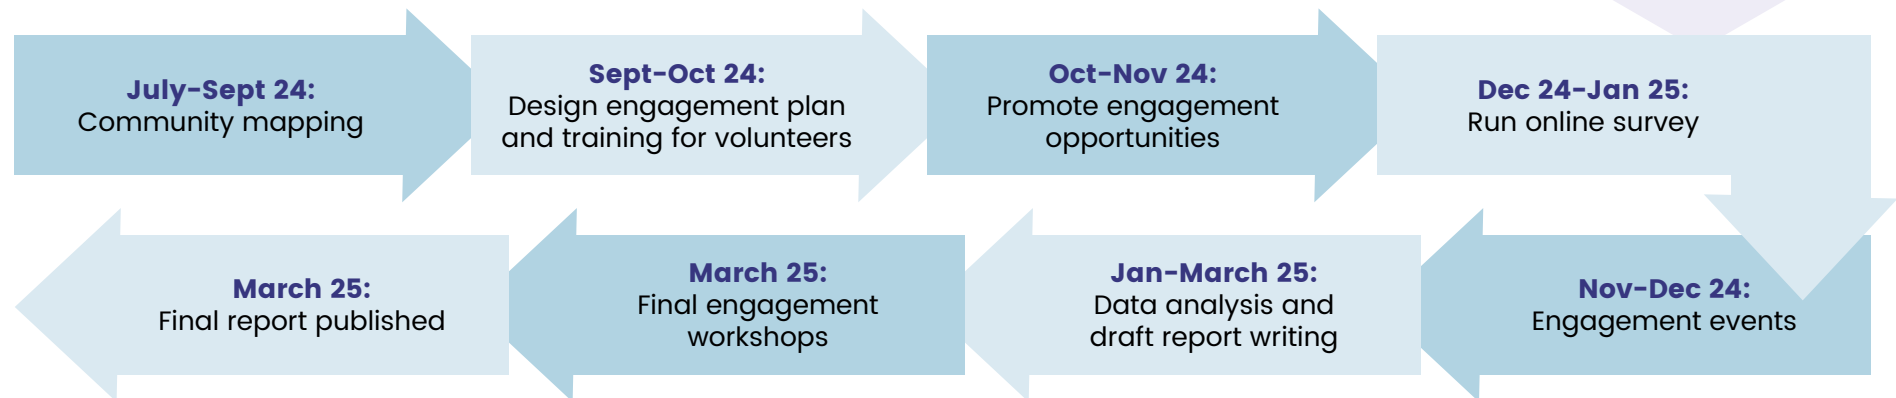 July-Sept 24:
Community mapping
Sept-Oct 24:
Design engagement plan
and training for volunteers
Oct-Nov 24:
Promote engagement
opportunities
Dec 24-Jan 25:
Run online survey
Nov-Dec 24:
Engagement events
Jan-March 25:
Data analysis and
draft report writing
March 25:
Final engagement
workshops
March 25:
Final report published